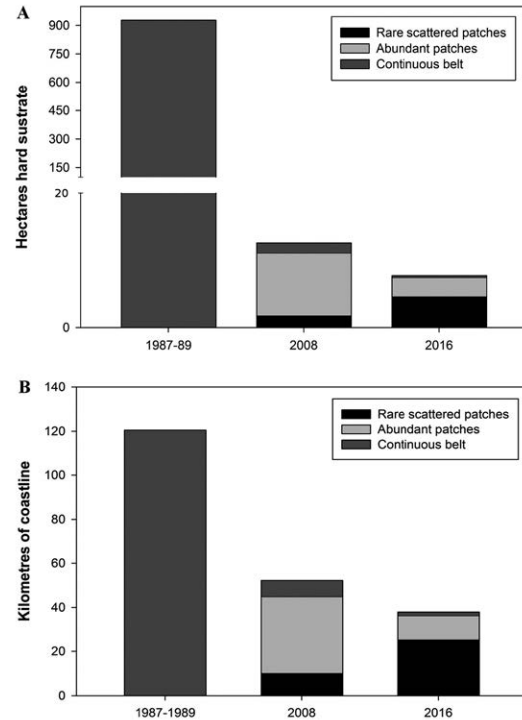 A
Hectares hard sustrate
900
750
600
450
300
150
20
0
Rare scattered patches
Abundant patches
Continuous belt
1987-89
2008
2016
B
Kilometres of coastline
140
120
100
80
60
40
20
0
Rare scattered patches
Abundant patches
Continuous belt
1987-1989
2008
2016